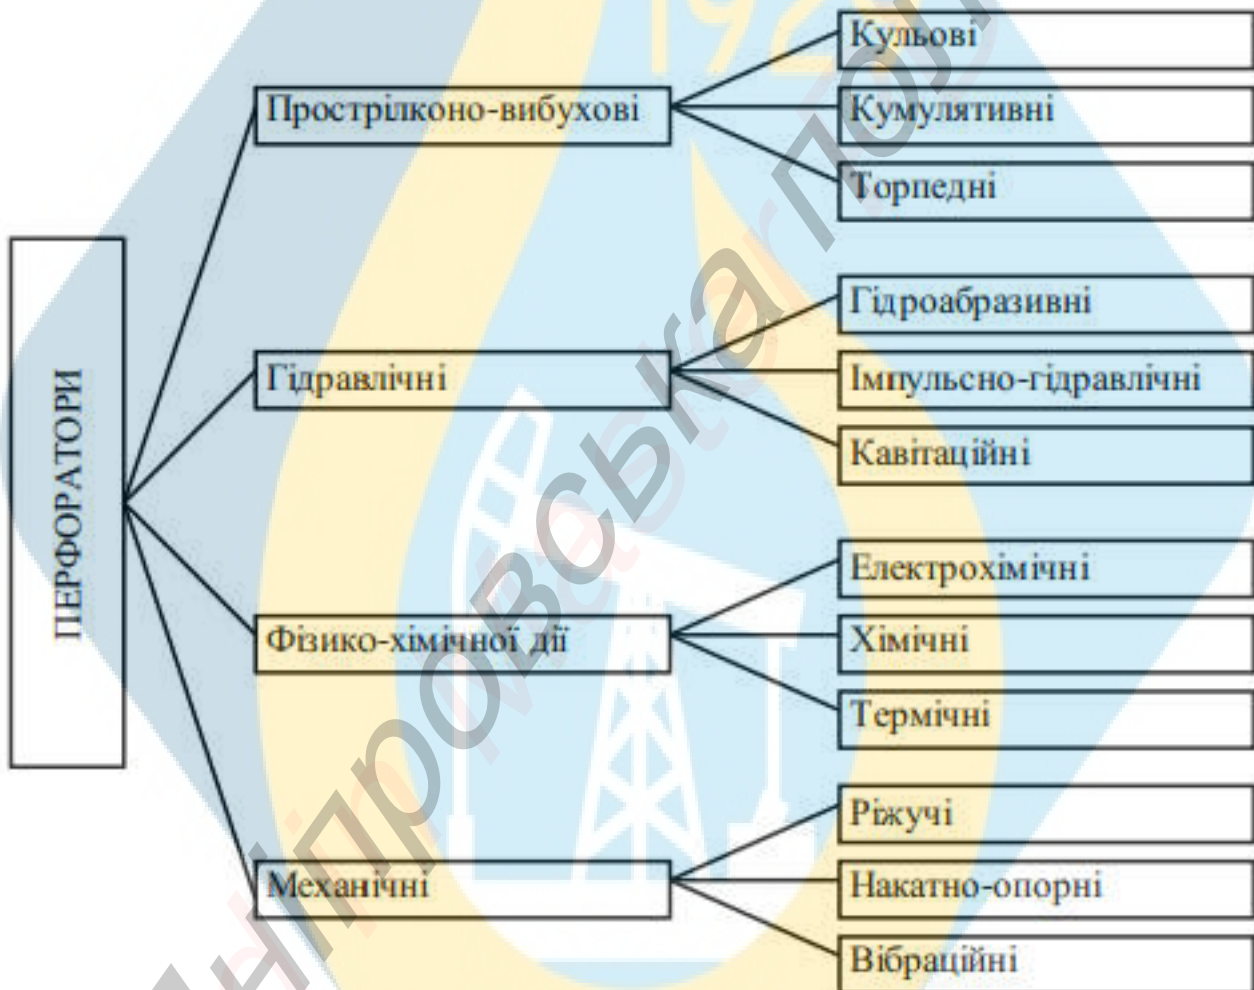 ПЕРФОРАТОРИ
Прострілконо-вибухові
Кульові
Кумулятивні
Торпедні
Гідравлічні
Гідроабразивні
Імпульсно-гідравлічні
Кавітаційні
Фізико-хімічної дії
Електрохімічні
Хімічні
Термічні
Механічні
Ріжучі
Накатно-опорні
Вібраційні